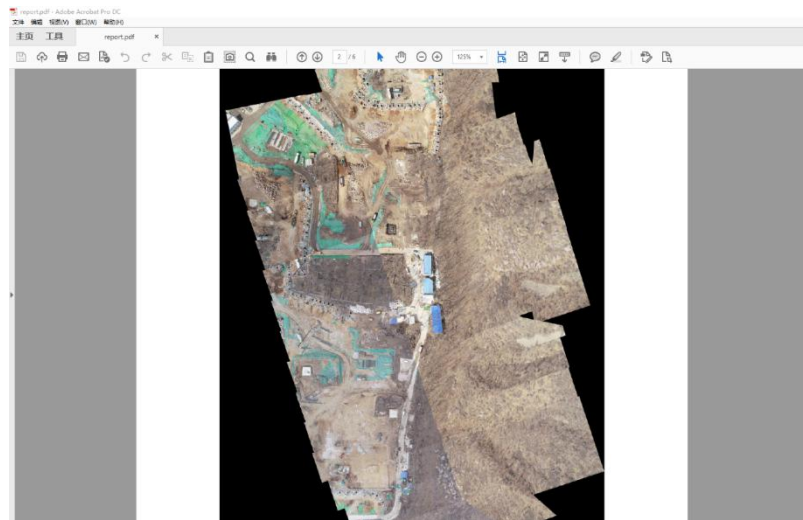 report.pdf - Adobe Acrobat Pro DC
文件 编辑 视图(V) 窗口(W) 帮助(H)
主页 工具 report.pdf ×
2 / 6 125%